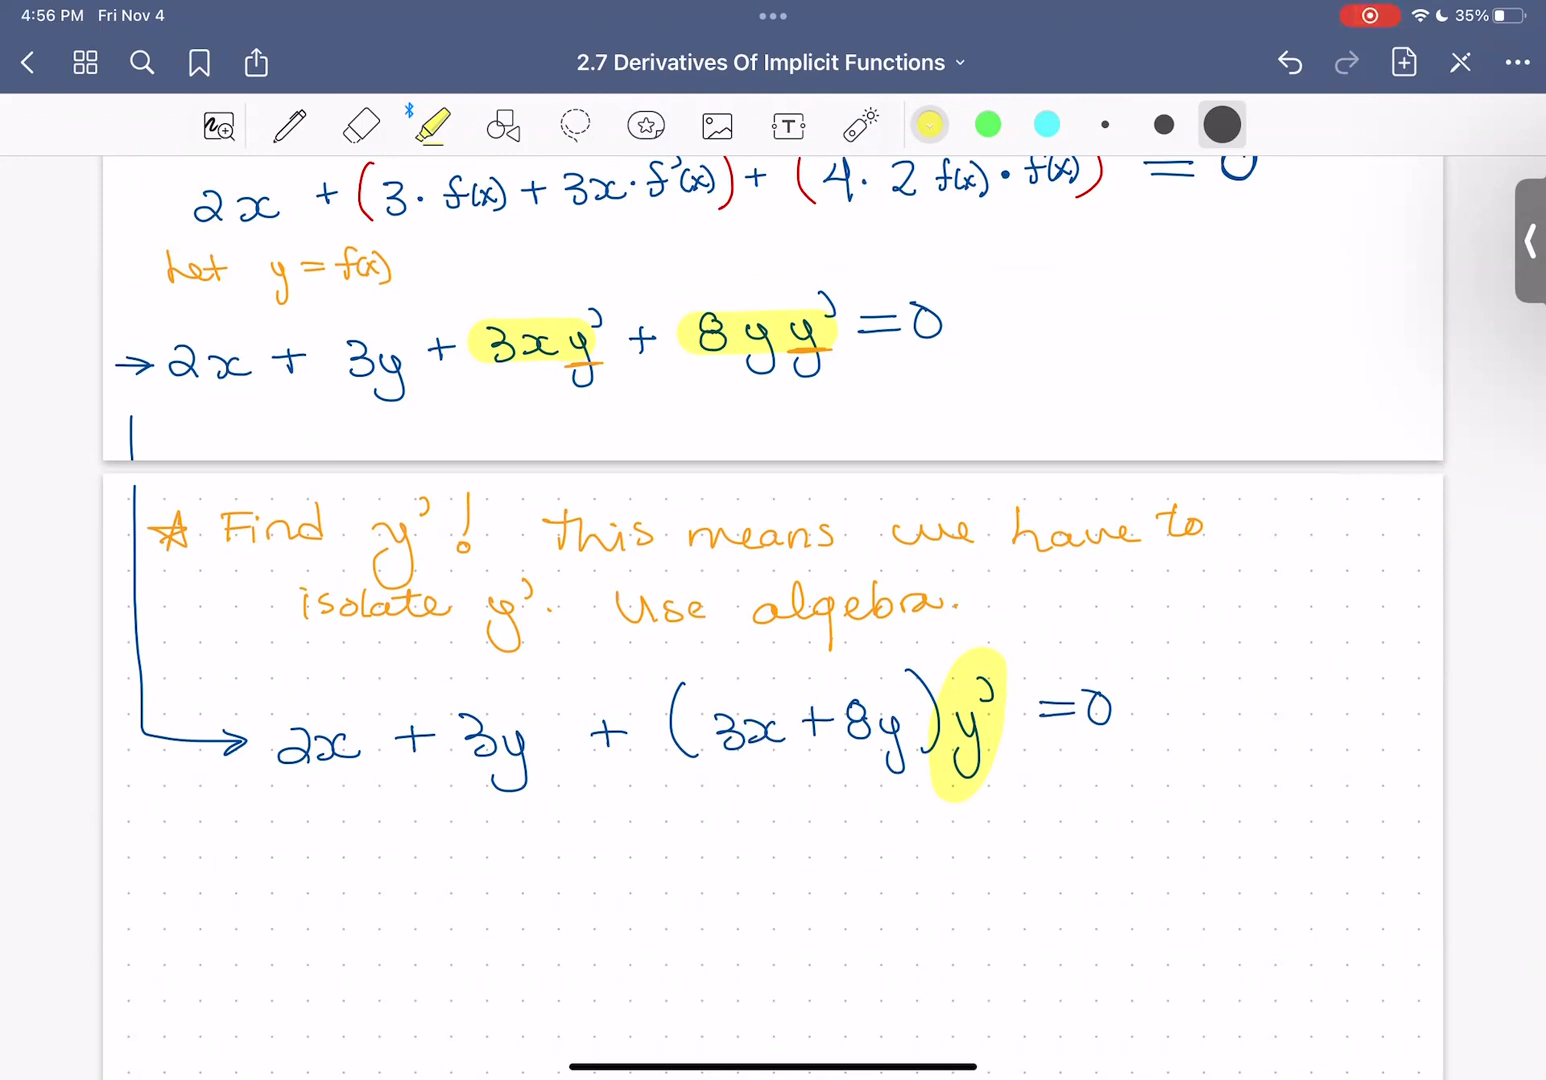 4:56 PM Fri Nov 4
35%
2.7 Derivatives Of Implicit Functions
T
2x + (3 · f(x) + 3x · f'(x)) + (4 · 2 f(x) · f'(x)) = 0
Let y = f(x)
→ 2x + 3y + 3xy' + 8yy' = 0
☆ Find y'! This means we have to
isolate y'. Use algebra.
→ 2x + 3y + (3x + 8y)y' = 0